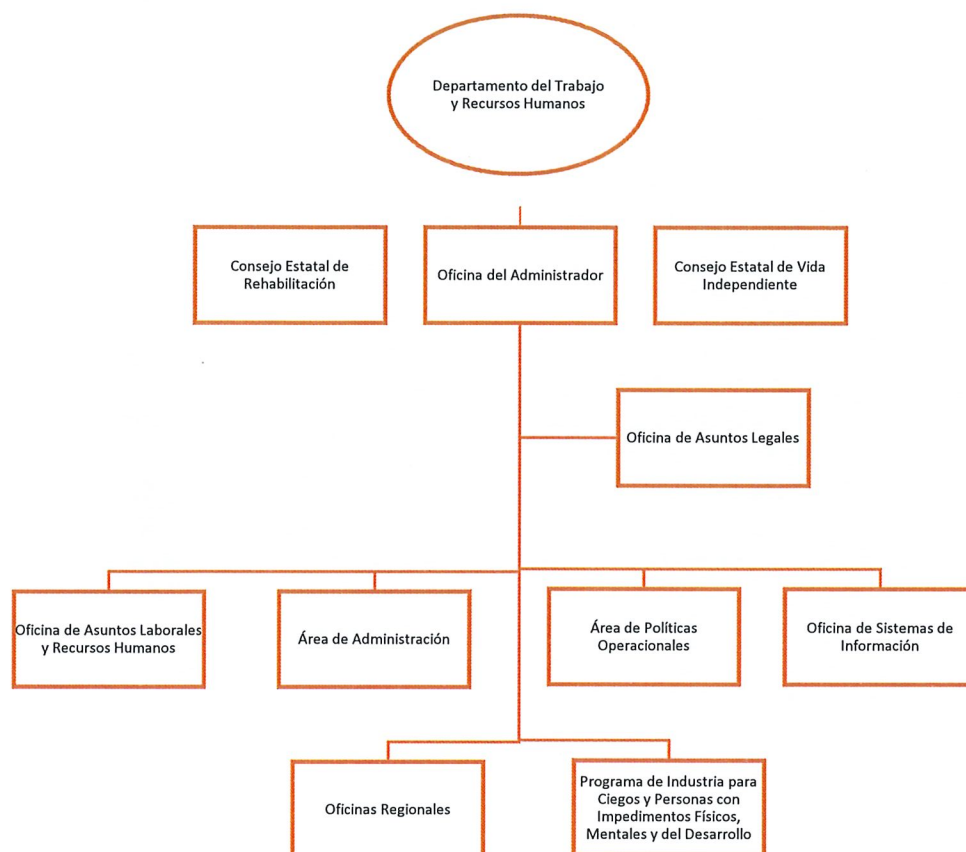 Departamento del Trabajo
y Recursos Humanos
Consejo Estatal de
Rehabilitación
Oficina del Administrador
Consejo Estatal de Vida
Independiente
Oficina de Asuntos Legales
Oficina de Asuntos Laborales
y Recursos Humanos
Área de Administración
Área de Políticas
Operacionales
Oficina de Sistemas de
Información
Oficinas Regionales
Programa de Industria para
Ciegos y Personas con
Impedimentos Físicos,
Mentales y del Desarrollo